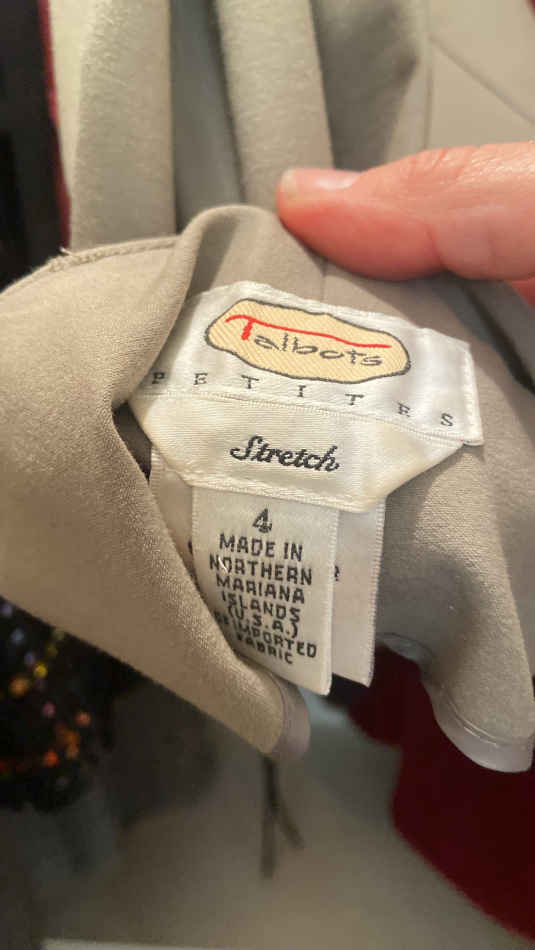 Talbots
PETITES
Stretch
4
MADE IN
NORTHERN
MARIANA
ISLANDS
(U.S.A.)
OF IMPORTED
FABRIC